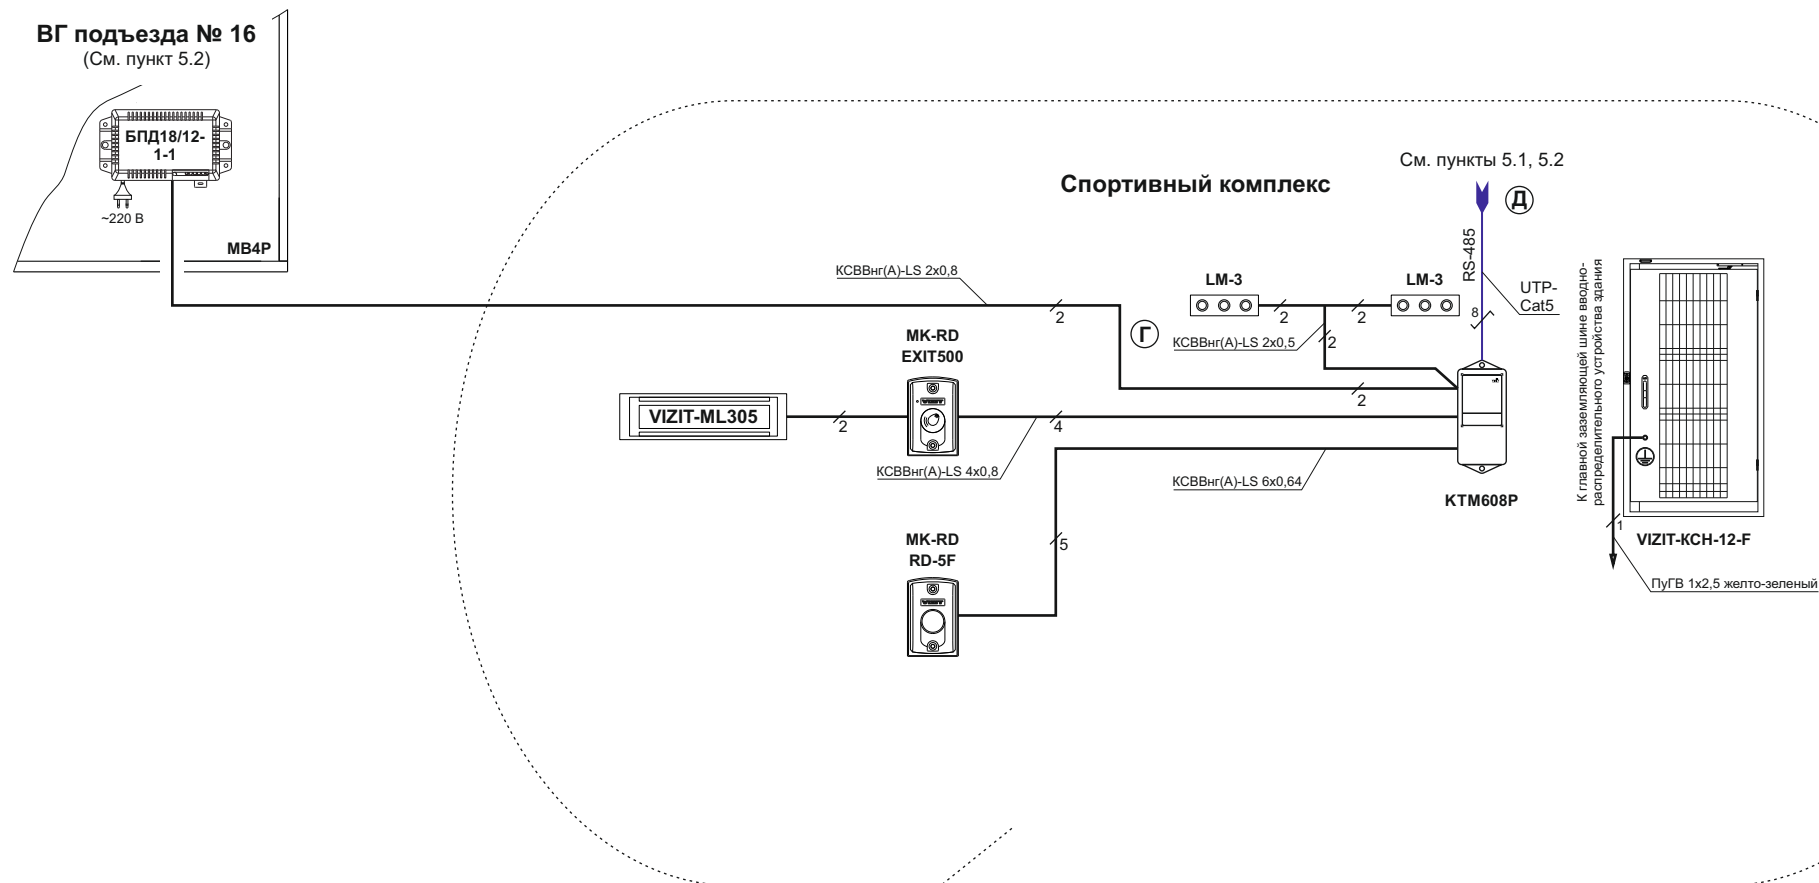 ВГ подъезда № 16
(См. пункт 5.2)
БПД18/12-
1-1
~220 В
МВ4Р
Спортивный комплекс
См. пункты 5.1, 5.2
Д
RS-485
UTP-
Cat5
8
КСВВнг(А)-LS 2х0,8
2
Г
LM-3
LM-3
2
2
КСВВнг(А)-LS 2х0,5
2
MK-RD
EXIT500
VIZIT-ML305
2
VIZIT
4
2
КСВВнг(А)-LS 4х0,8
КСВВнг(А)-LS 6х0,64
KTM608P
MK-RD
RD-5F
5
VIZIT
К главной заземляющей шине вводно-
распределительного устройства здания
1
VIZIT-КСН-12-F
ПуГВ 1х2,5 желто-зеленый